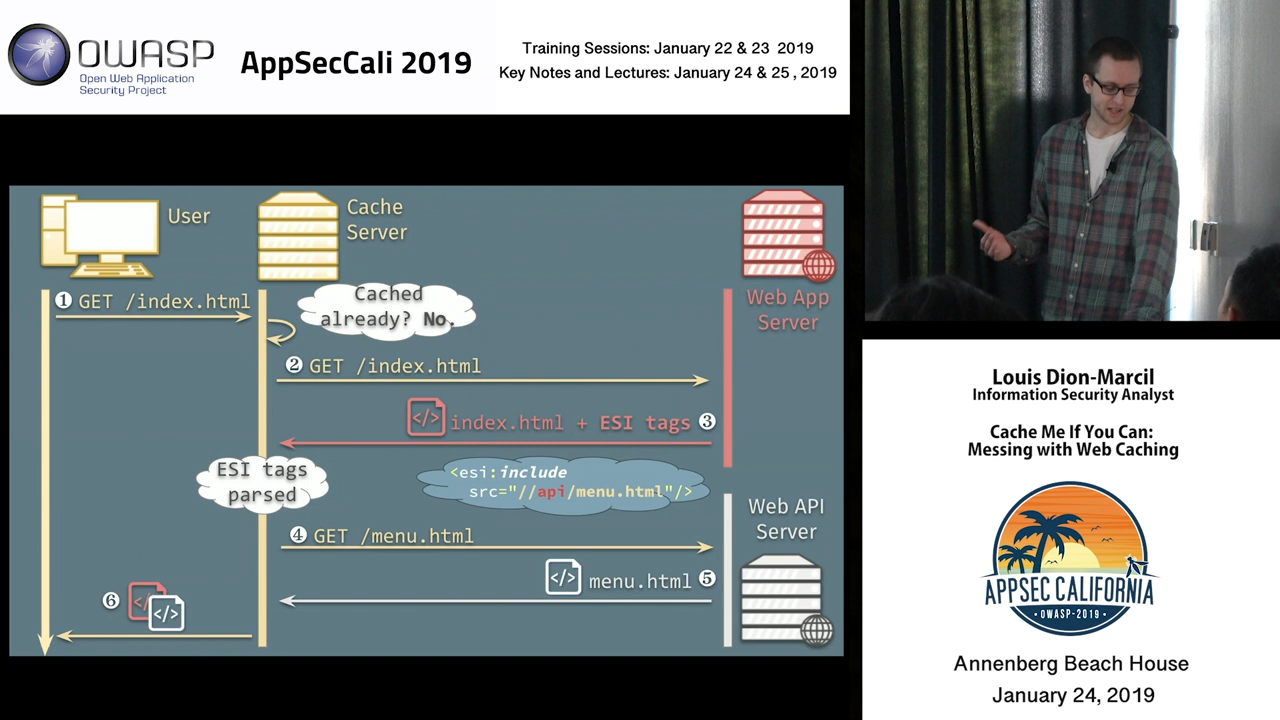 OWASP
Open Web Application
Security Project
AppSecCali 2019
Training Sessions: January 22 & 23 2019
Key Notes and Lectures: January 24 & 25 , 2019
User
Cache
Server
① GET /index.html
Cached
already? No.
Web App
Server
② GET /index.html
</> index.html + ESI tags ③
ESI tags
parsed
<esi:include
src="//api/menu.html"/>
Web API
Server
④ GET /menu.html
</> menu.html ⑤
⑥ </> </>
Louis Dion-Marcil
Information Security Analyst
Cache Me If You Can:
Messing with Web Caching
APPSEC CALIFORNIA
• OWASP-2019 •
Annenberg Beach House
January 24, 2019